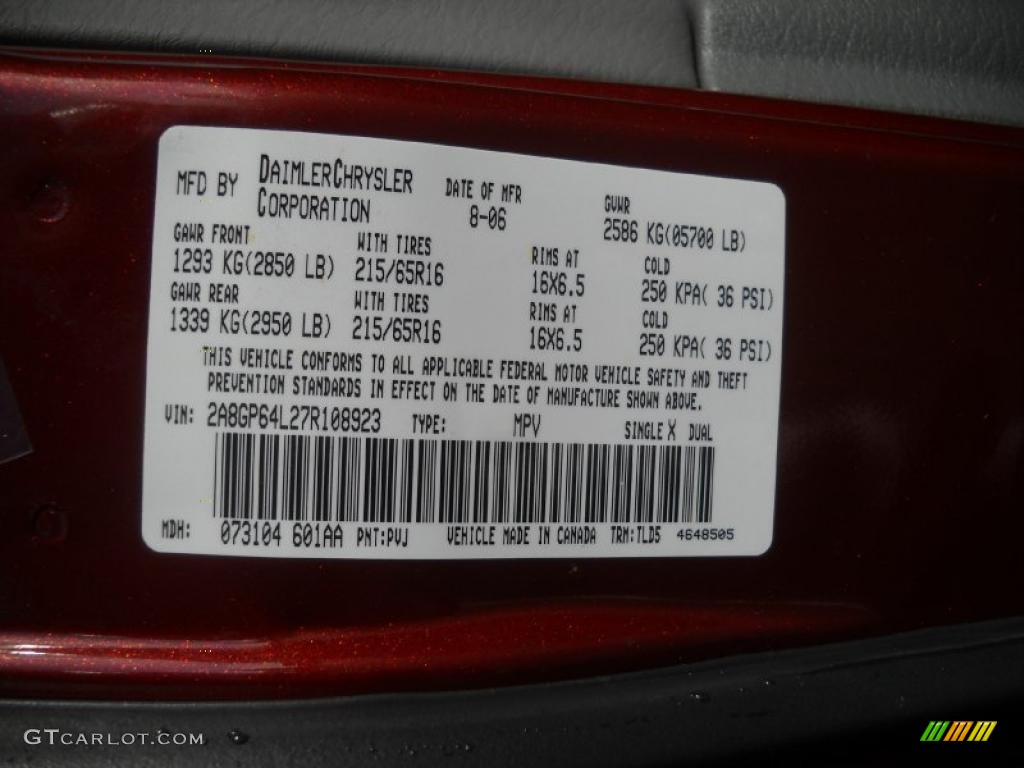 MFD BY DAIMLERCHRYSLER CORPORATION
DATE OF MFR 8-06
GVWR 2586 KG(05700 LB)
GAWR FRONT WITH TIRES RIMS AT COLD
1293 KG(2850 LB) 215/65R16 16X6.5 250 KPA( 36 PSI)
GAWR REAR WITH TIRES RIMS AT COLD
1339 KG(2950 LB) 215/65R16 16X6.5 250 KPA( 36 PSI)
THIS VEHICLE CONFORMS TO ALL APPLICABLE FEDERAL MOTOR VEHICLE SAFETY AND THEFT
PREVENTION STANDARDS IN EFFECT ON THE DATE OF MANUFACTURE SHOWN ABOVE.
VIN: 2A8GP64L27R108923 TYPE: MPV SINGLE X DUAL
MDH: 073104 601AA PNT:PVJ VEHICLE MADE IN CANADA TRM:TLD5 4648505
GTCARLOT.COM